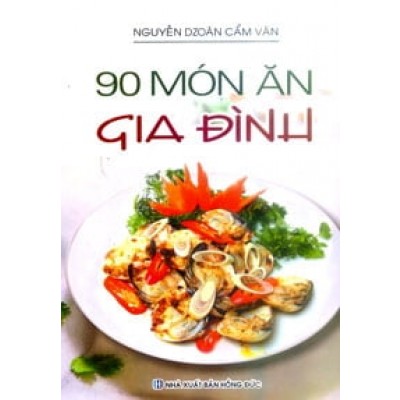 NGUYỄN DZOÃN CẨM VÂN
90 MÓN ĂN
GIA ĐÌNH
NHÀ XUẤT BẢN HỒNG ĐỨC